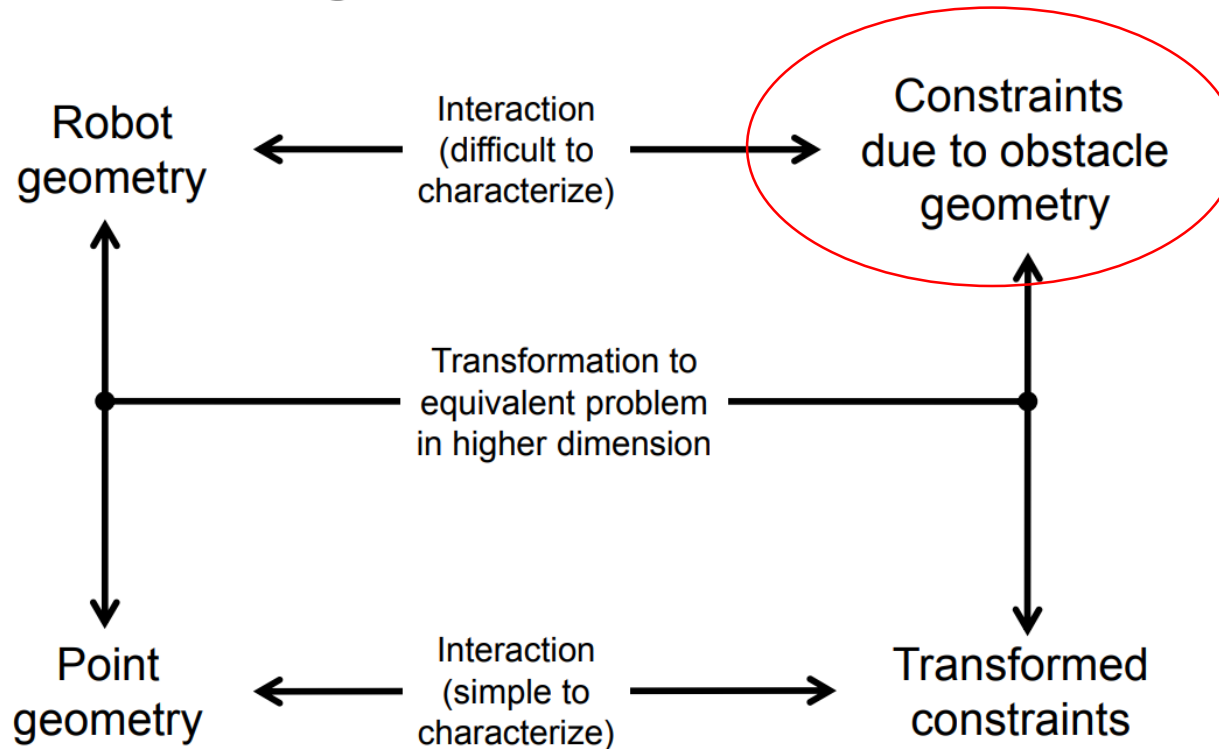 Robot
geometry
Interaction
(difficult to
characterize)
Constraints
due to obstacle
geometry
Transformation to
equivalent problem
in higher dimension
Point
geometry
Interaction
(simple to
characterize)
Transformed
constraints